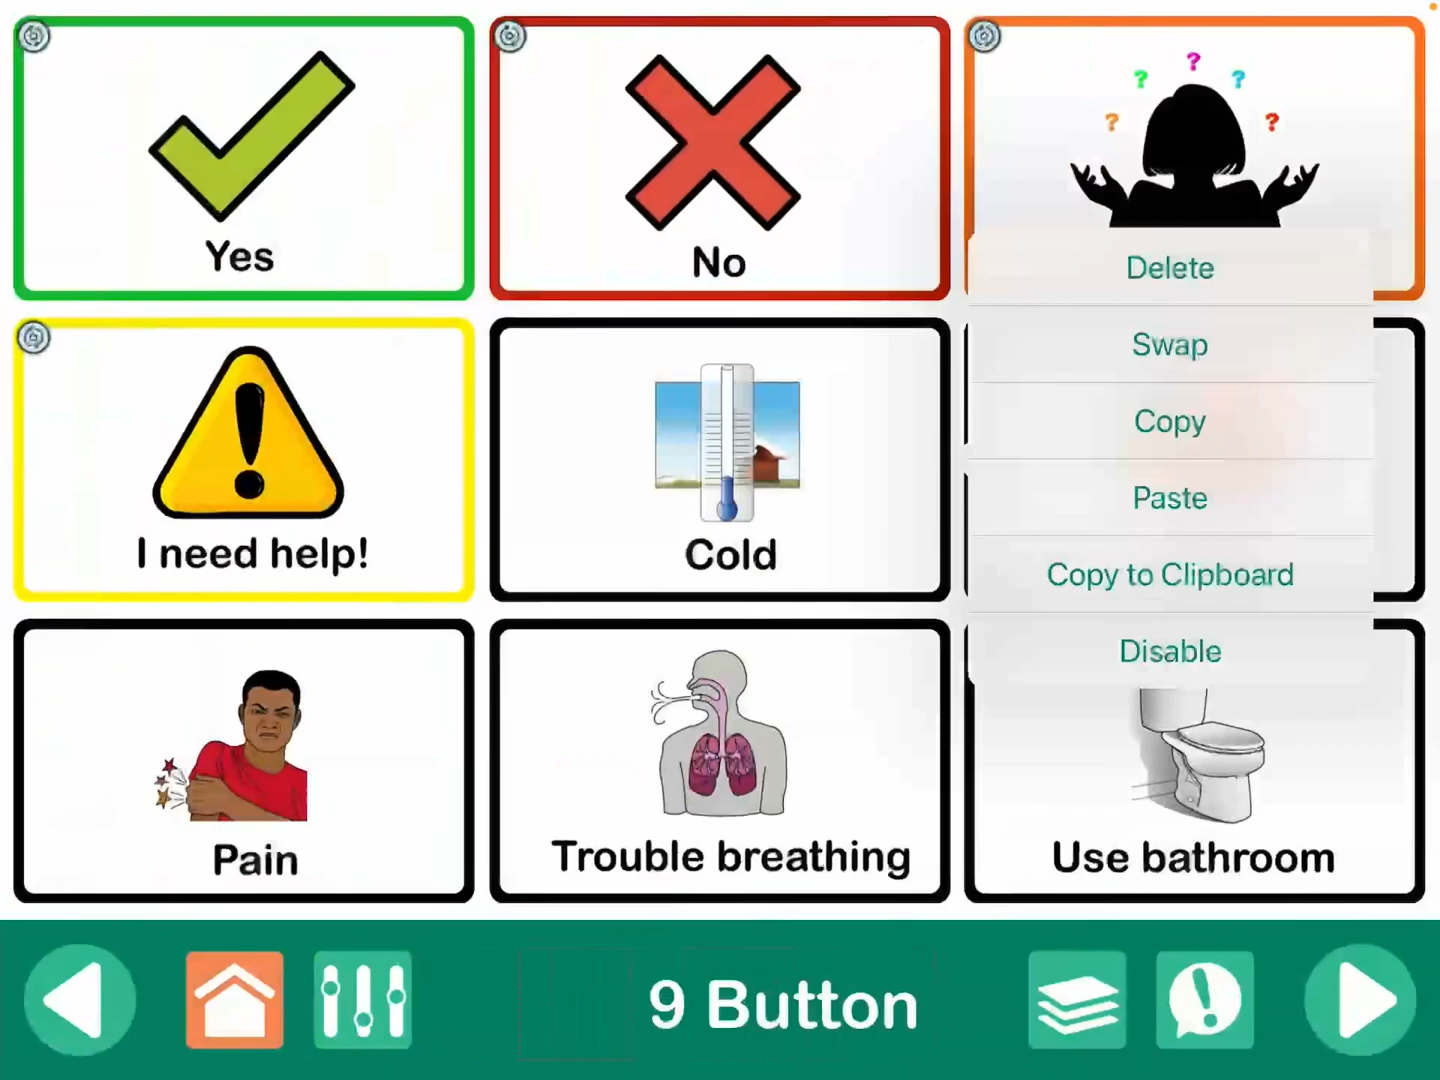 Yes
No
? ? ? ? ?
Delete
Swap
Copy
Paste
Copy to Clipboard
Disable
I need help!
Cold
Pain
Trouble breathing
Use bathroom
9 Button